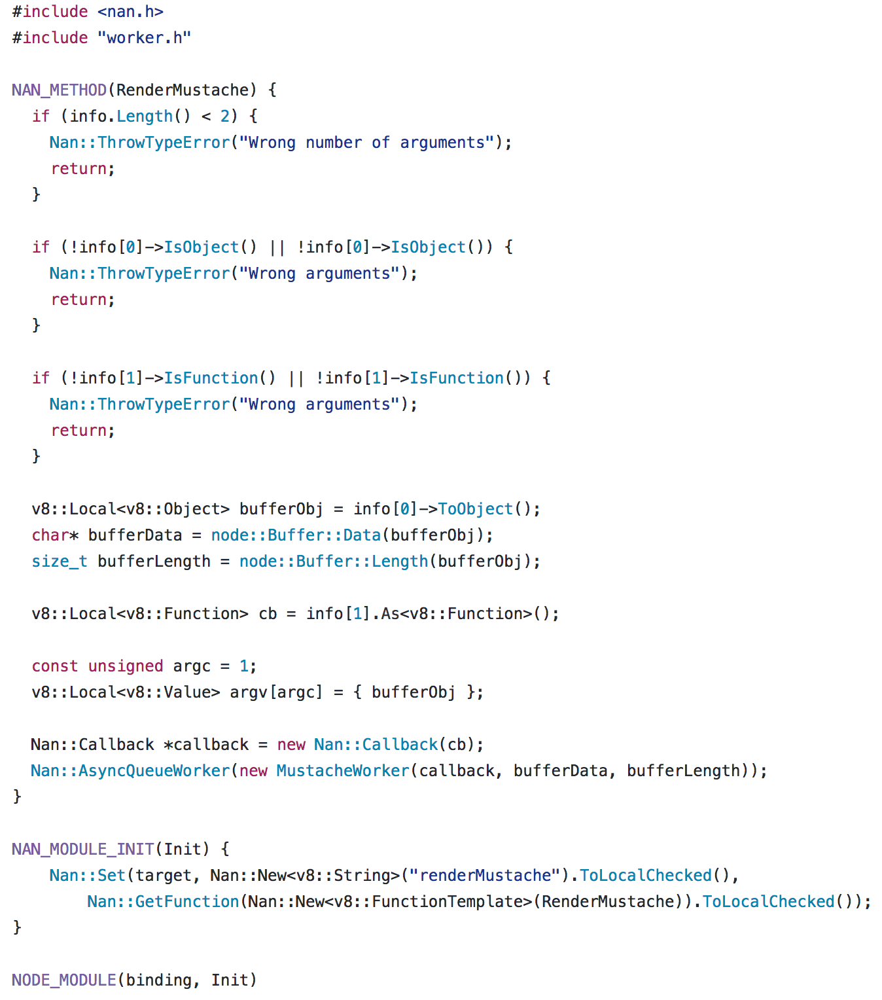 #include <nan.h>
#include "worker.h"

NAN_METHOD(RenderMustache) {
  if (info.Length() < 2) {
    Nan::ThrowTypeError("Wrong number of arguments");
    return;
  }

  if (!info[0]->IsObject() || !info[0]->IsObject()) {
    Nan::ThrowTypeError("Wrong arguments");
    return;
  }

  if (!info[1]->IsFunction() || !info[1]->IsFunction()) {
    Nan::ThrowTypeError("Wrong arguments");
    return;
  }

  v8::Local<v8::Object> bufferObj = info[0]->ToObject();
  char* bufferData = node::Buffer::Data(bufferObj);
  size_t bufferLength = node::Buffer::Length(bufferObj);

  v8::Local<v8::Function> cb = info[1].As<v8::Function>();

  const unsigned argc = 1;
  v8::Local<v8::Value> argv[argc] = { bufferObj };

  Nan::Callback *callback = new Nan::Callback(cb);
  Nan::AsyncQueueWorker(new MustacheWorker(callback, bufferData, bufferLength));
}

NAN_MODULE_INIT(Init) {
    Nan::Set(target, Nan::New<v8::String>("renderMustache").ToLocalChecked(),
        Nan::GetFunction(Nan::New<v8::FunctionTemplate>(RenderMustache)).ToLocalChecked());
}

NODE_MODULE(binding, Init)